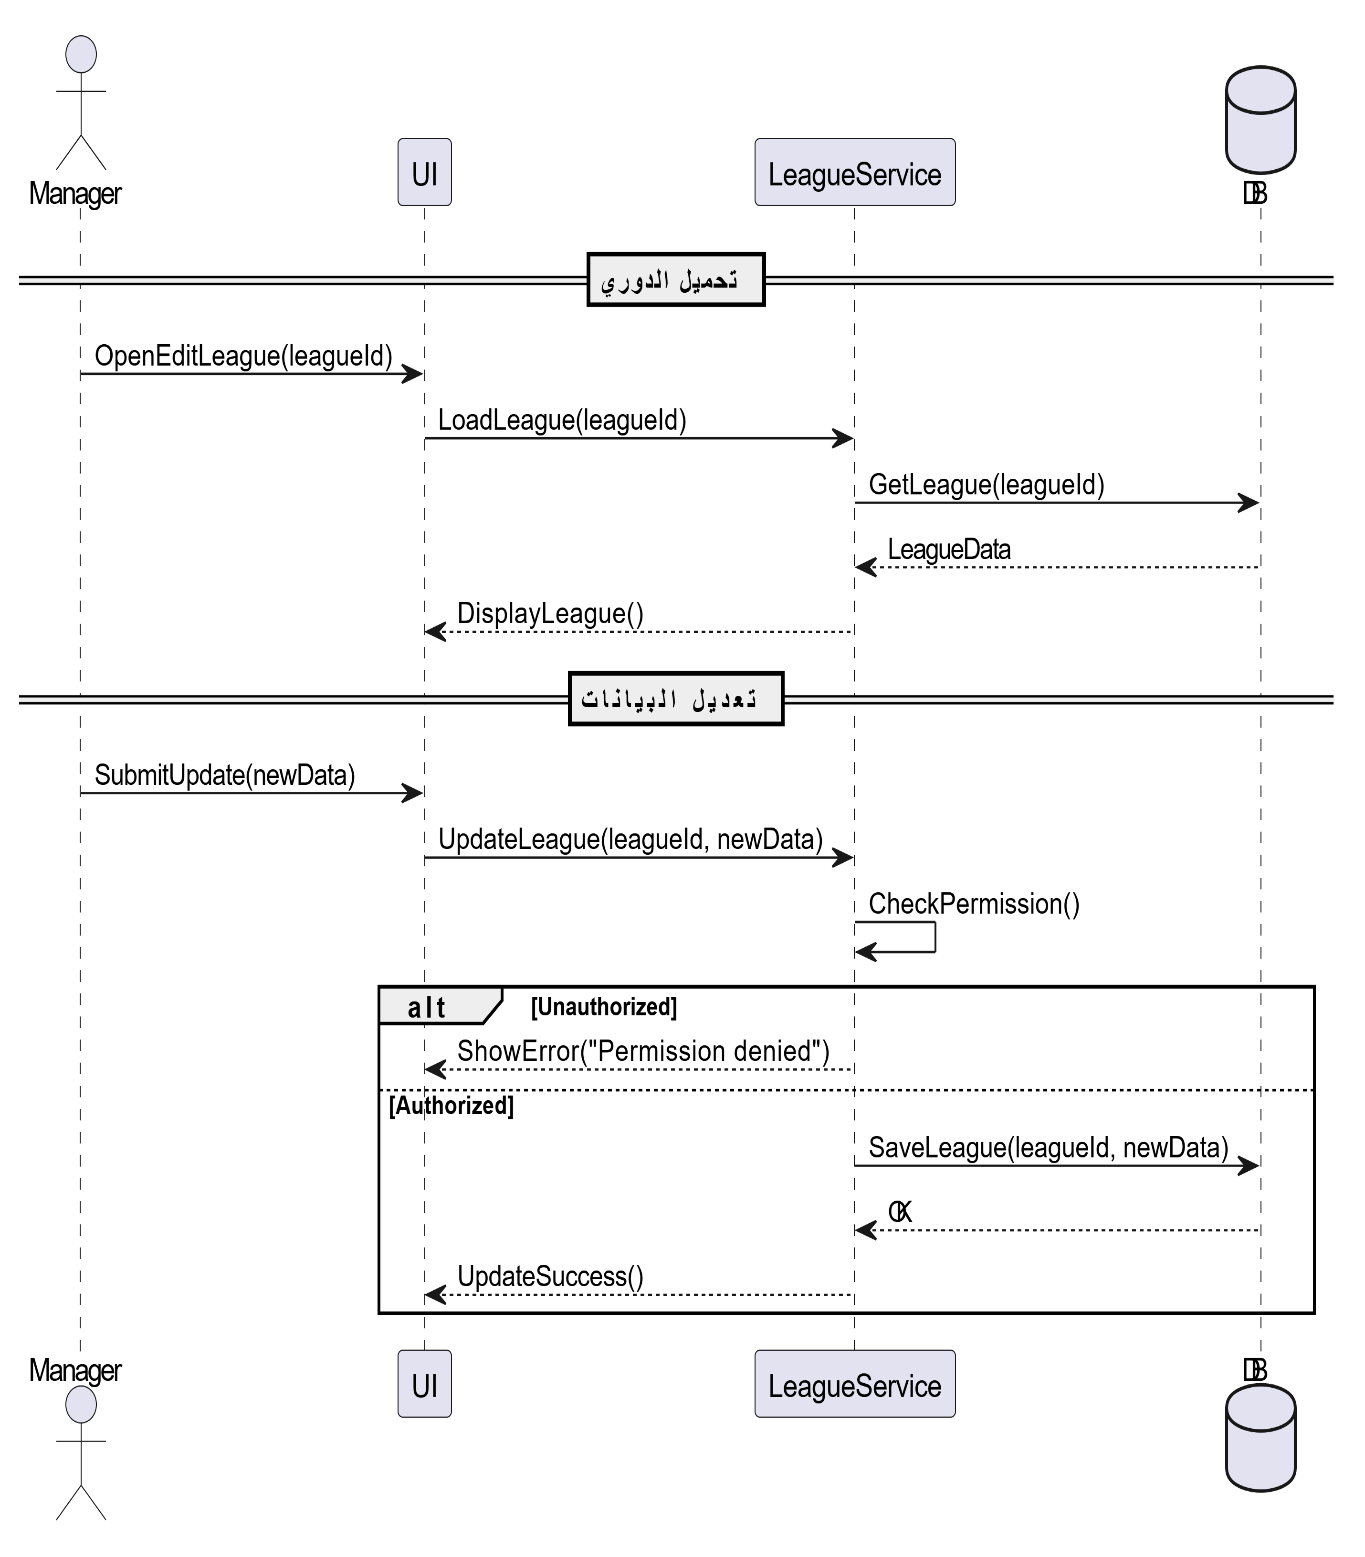 Manager
UI
LeagueService
DB
تحميل الدوري
OpenEditLeague(leagueId)
LoadLeague(leagueId)
GetLeague(leagueId)
LeagueData
DisplayLeague()
تعديل البيانات
SubmitUpdate(newData)
UpdateLeague(leagueId, newData)
CheckPermission()
alt [Unauthorized]
ShowError("Permission denied")
[Authorized]
SaveLeague(leagueId, newData)
OK
UpdateSuccess()
Manager
UI
LeagueService
DB